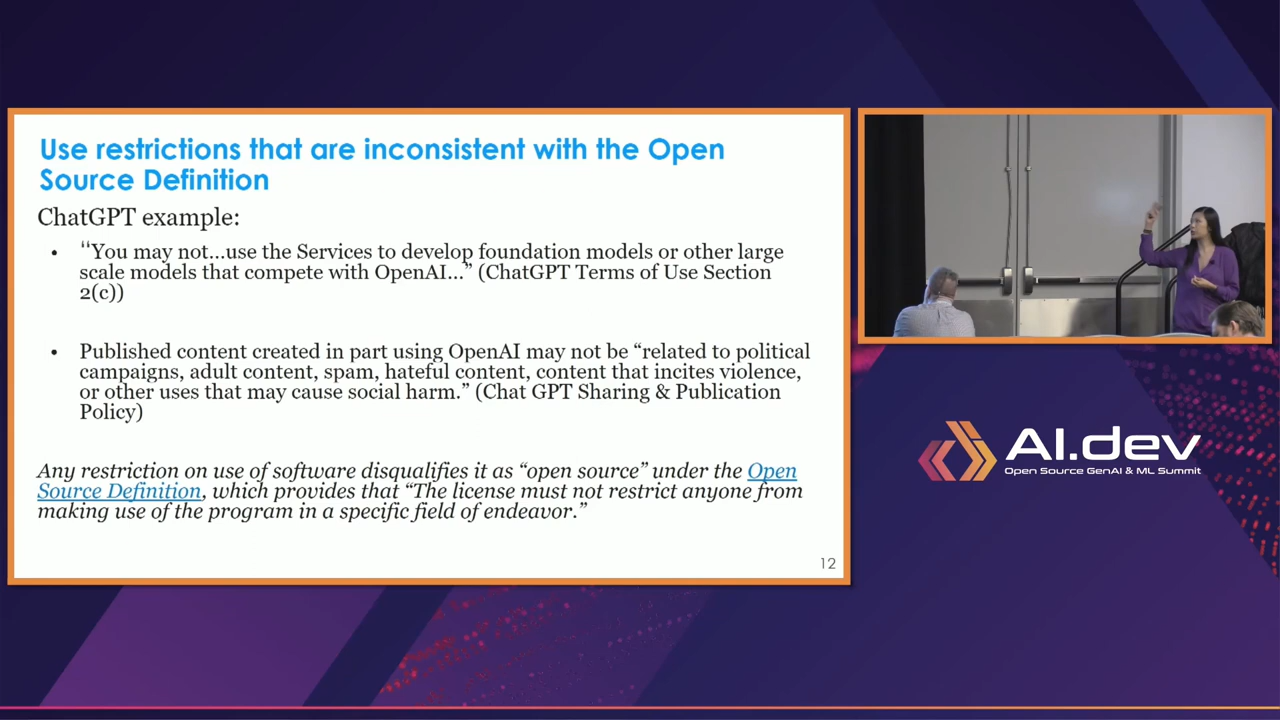 Use restrictions that are inconsistent with the Open
Source Definition
ChatGPT example:
• “You may not…use the Services to develop foundation models or other large
scale models that compete with OpenAI…” (ChatGPT Terms of Use Section
2(c))
• Published content created in part using OpenAI may not be “related to political
campaigns, adult content, spam, hateful content, content that incites violence,
or other uses that may cause social harm.” (Chat GPT Sharing & Publication
Policy)
Any restriction on use of software disqualifies it as “open source” under the Open
Source Definition, which provides that “The license must not restrict anyone from
making use of the program in a specific field of endeavor.”
12
AI.dev
Open Source GenAI & ML Summit